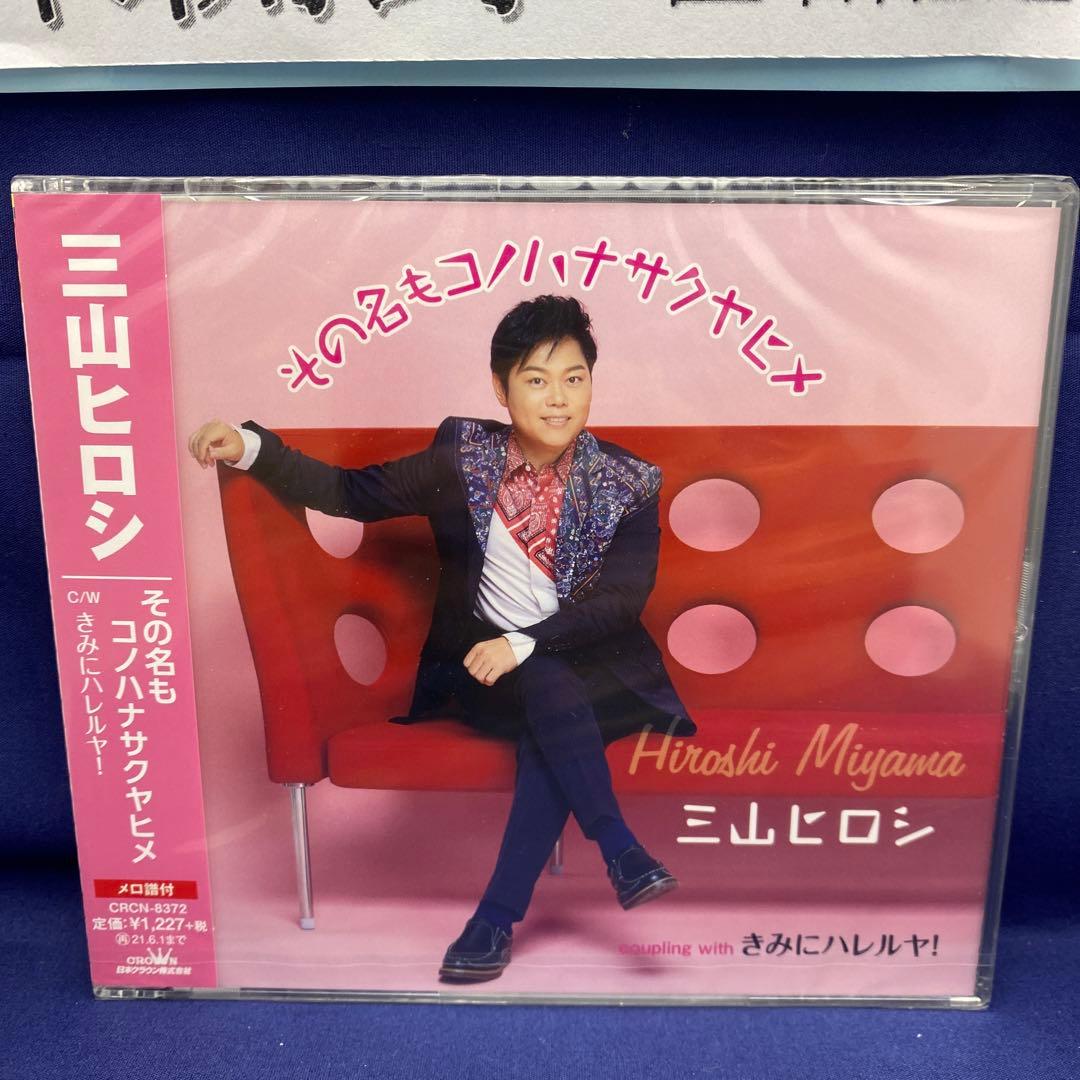 三山ヒロシ
その名も
コノハナサクヤヒメ
C/W
きみにハレルヤ!
メロ譜付
CRCN-8372
定価:¥1,227+税
再21.6.1まで
CROWN
日本クラウン株式会社
その名もコノハナサクヤヒメ
Hiroshi Miyama
三山ヒロシ
coupling with きみにハレルヤ!